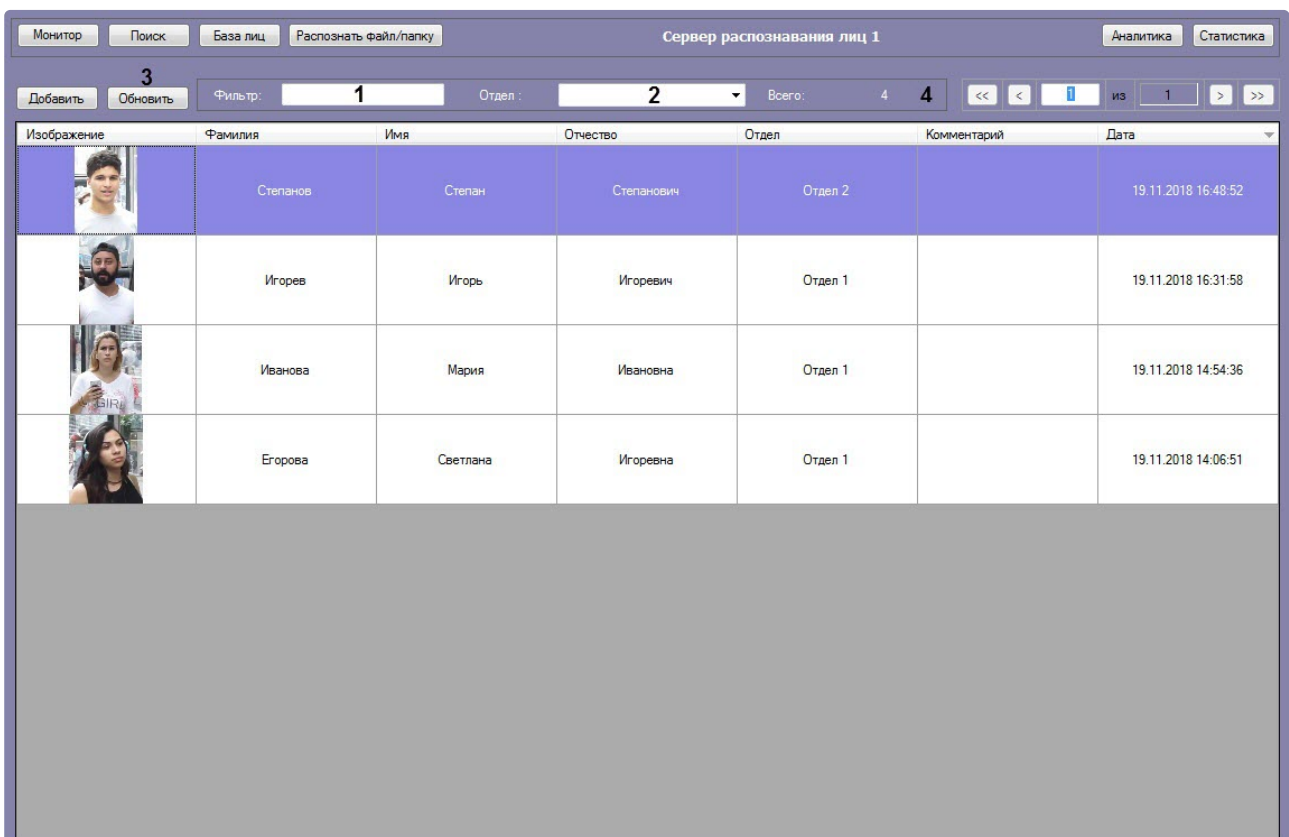 Монитор Поиск База лиц Распознать файл/папку Сервер распознавания лиц 1 Аналитика Статистика
3
Добавить Обновить Фильтр: 1 Отдел : 2 Всего: 4 4 << < 1 из 1 > >>
Изображение Фамилия Имя Отчество Отдел Комментарий Дата
Степанов Степан Степанович Отдел 2 19.11.2018 16:48:52
Игорев Игорь Игоревич Отдел 1 19.11.2018 16:31:58
Иванова Мария Ивановна Отдел 1 19.11.2018 14:54:36
GIRL
Егорова Светлана Игоревна Отдел 1 19.11.2018 14:06:51